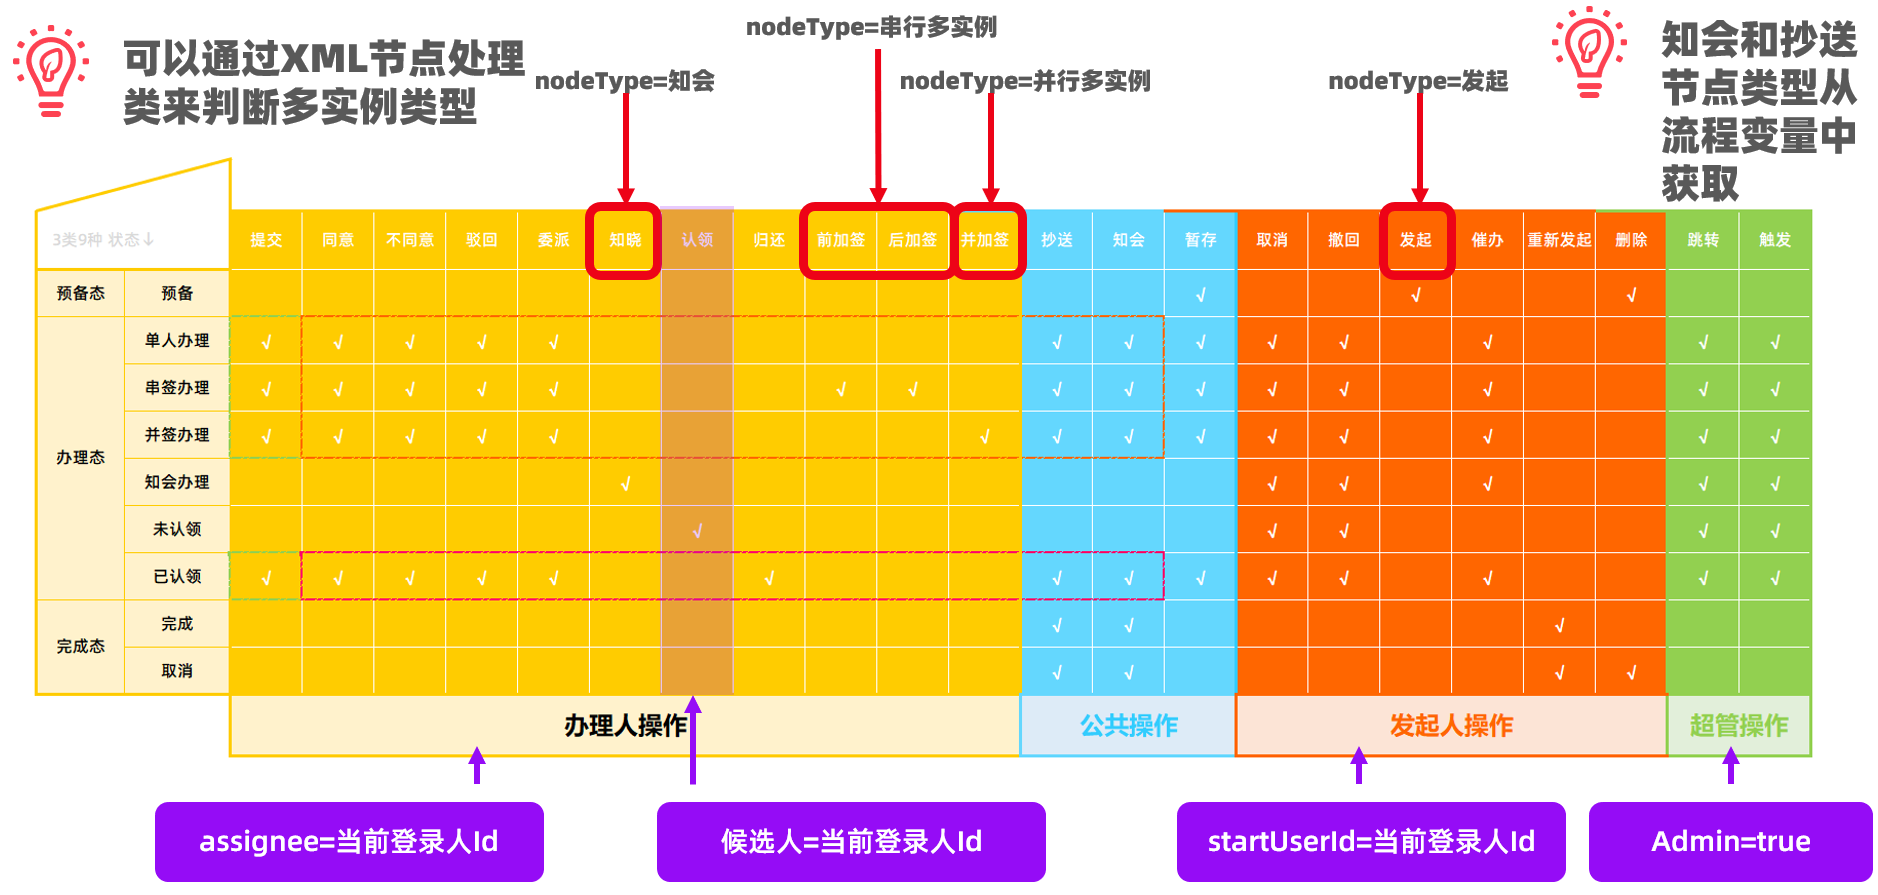 nodeType=串行多实例
可以通过XML节点处理
类来判断多实例类型
nodeType=知会
nodeType=并行多实例
nodeType=发起
知会和抄送
节点类型从
流程变量中
获取
3类9种 状态↓ 提交 同意 不同意 驳回 委派 知晓 认领 归还 前加签 后加签 并加签 抄送 知会 暂存 取消 撤回 发起 催办 重新发起 删除 跳转 触发
预备态 预备 √ √ √
单人办理 √ √ √ √ √ √ √ √ √ √ √ √ √
串签办理 √ √ √ √ √ √ √ √ √ √ √ √ √ √ √
并签办理 √ √ √ √ √ √ √ √ √ √ √ √ √ √
办理态
知会办理 √ √ √ √ √ √
未认领 √ √ √ √ √
已认领 √ √ √ √ √ √ √ √ √ √ √ √ √ √
完成 √ √ √
完成态
取消 √ √ √ √
办理人操作 公共操作 发起人操作 超管操作
assignee=当前登录人Id 候选人=当前登录人Id startUserId=当前登录人Id Admin=true